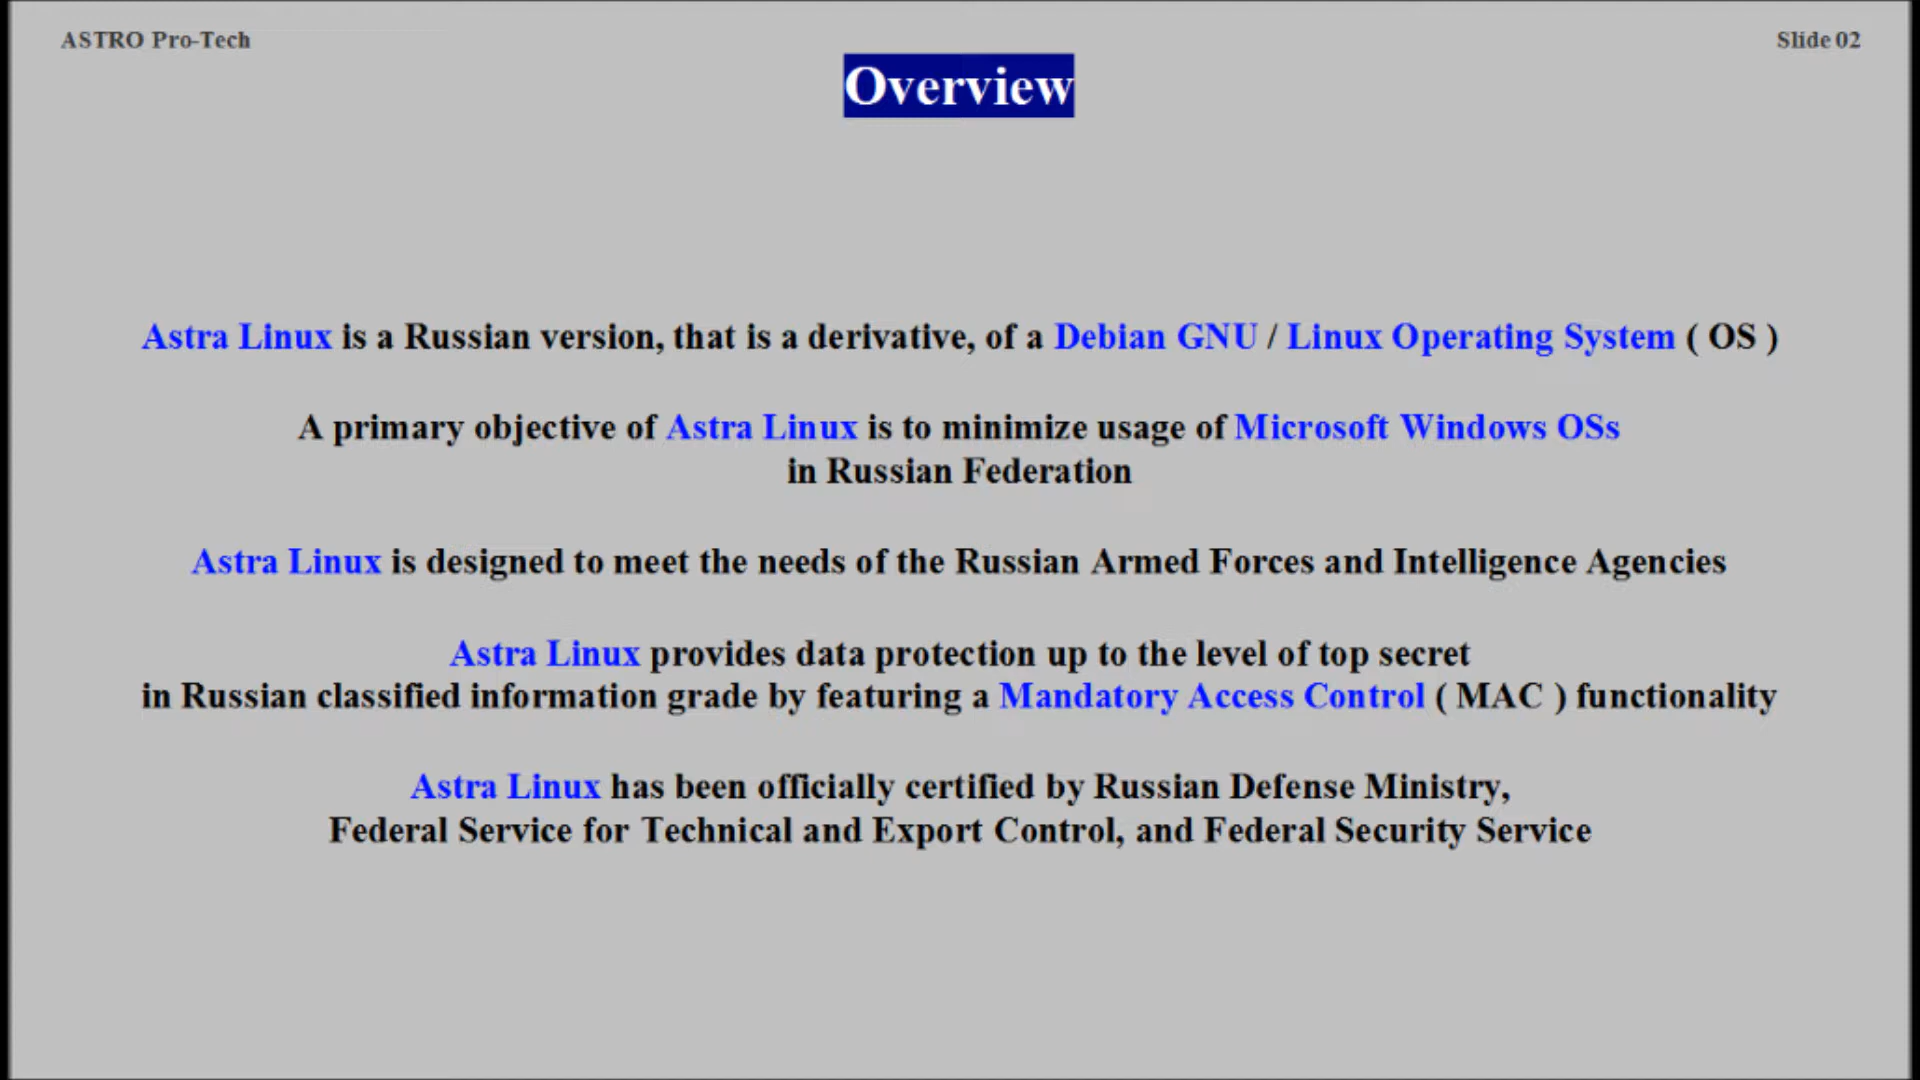 ASTRO Pro-Tech
Slide 02
Overview
Astra Linux is a Russian version, that is a derivative, of a Debian GNU / Linux Operating System ( OS )
A primary objective of Astra Linux is to minimize usage of Microsoft Windows OSs
in Russian Federation
Astra Linux is designed to meet the needs of the Russian Armed Forces and Intelligence Agencies
Astra Linux provides data protection up to the level of top secret
in Russian classified information grade by featuring a Mandatory Access Control ( MAC ) functionality
Astra Linux has been officially certified by Russian Defense Ministry,
Federal Service for Technical and Export Control, and Federal Security Service